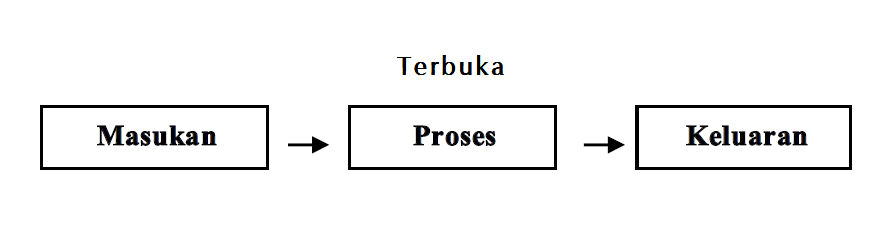 Terbuka
Masukan
Proses
Keluaran